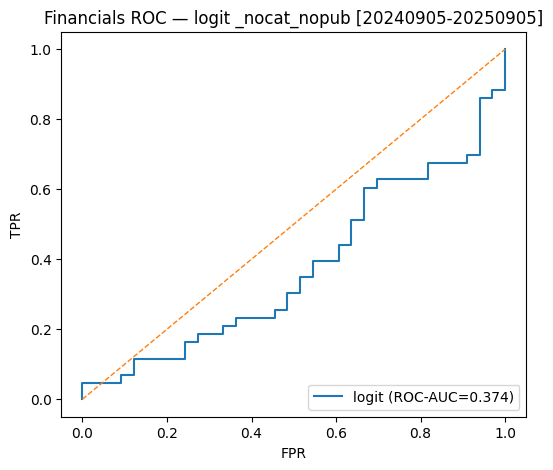 Financials ROC — logit _nocat_nopub [20240905-20250905]
1.0
0.8
0.6
0.4
0.2
0.0
TPR
logit (ROC-AUC=0.374)
0.0 0.2 0.4 0.6 0.8 1.0
FPR